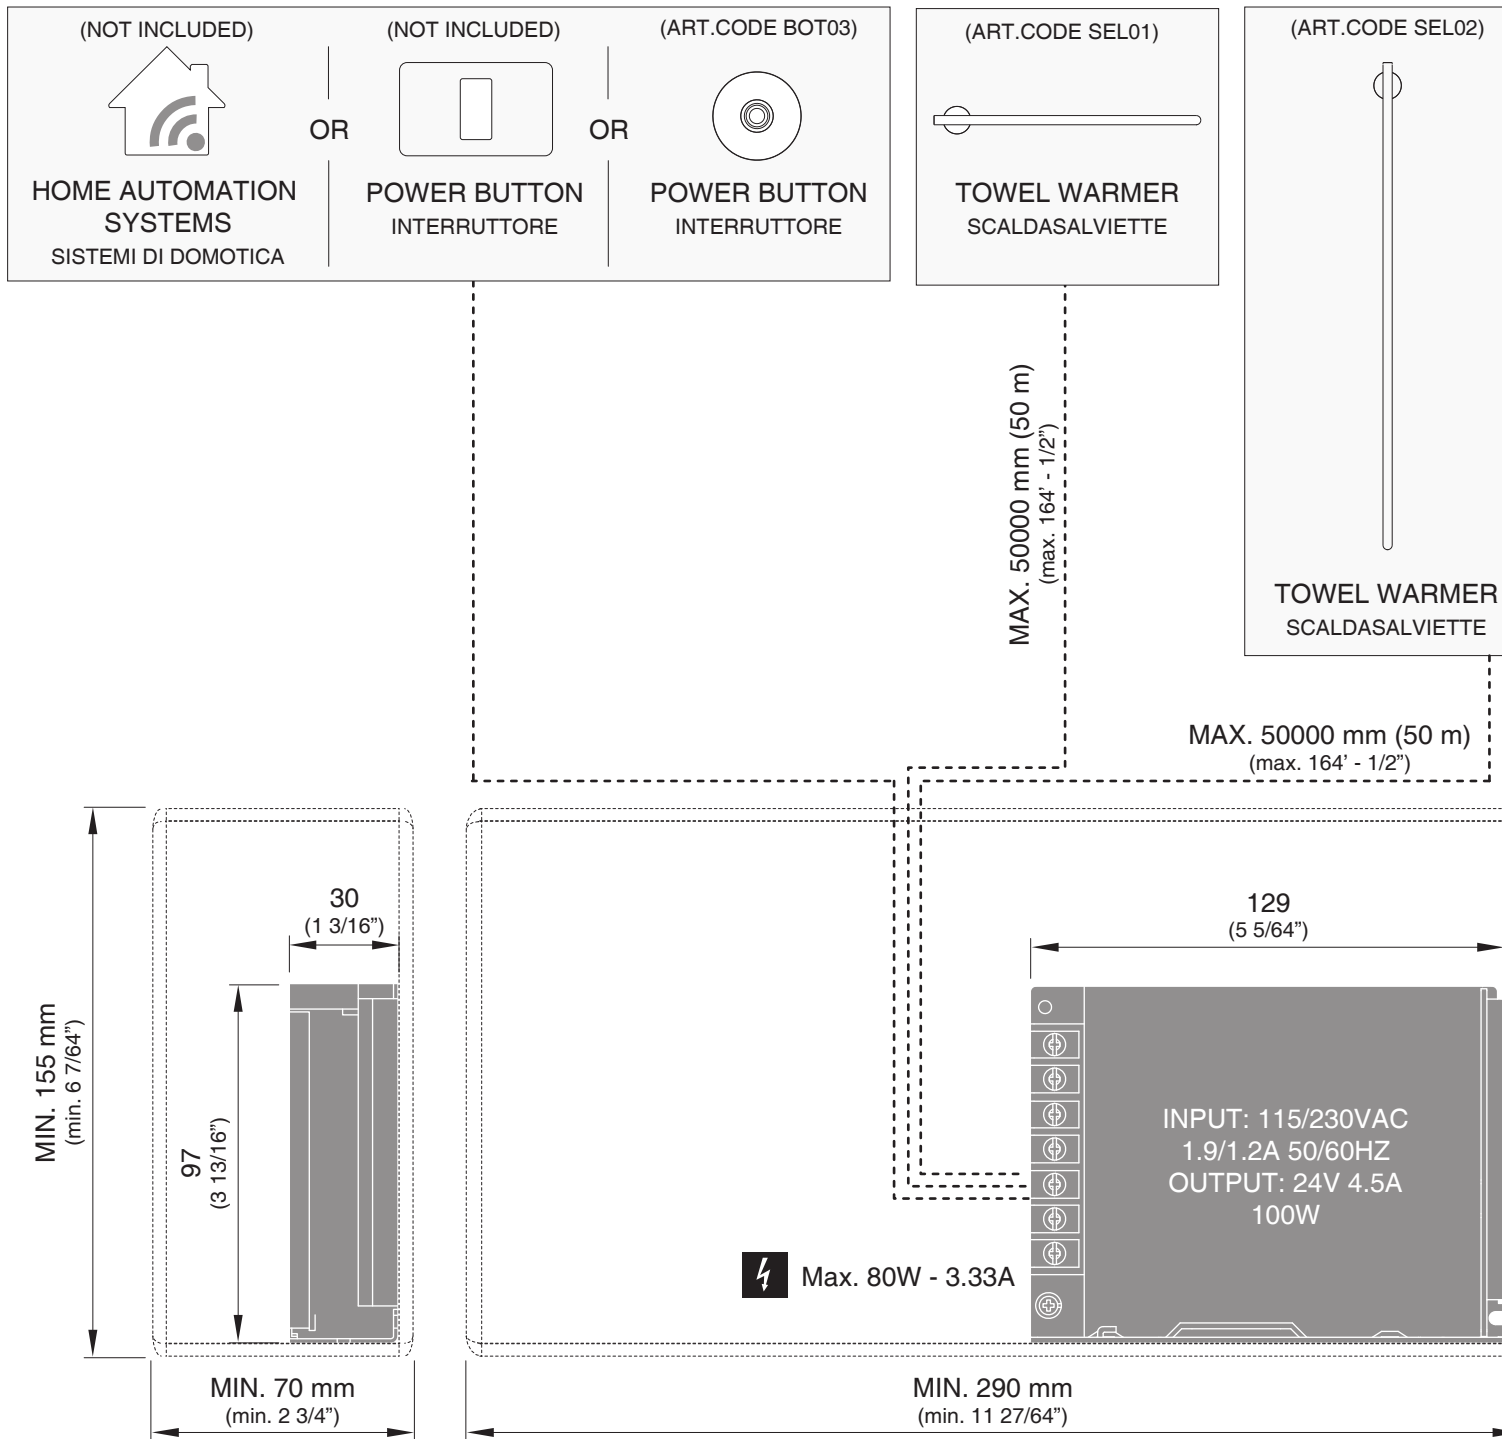 (NOT INCLUDED)
HOME AUTOMATION
SYSTEMS
SISTEMI DI DOMOTICA
OR
(NOT INCLUDED)
POWER BUTTON
INTERRUTTORE
OR
(ART.CODE BOT03)
POWER BUTTON
INTERRUTTORE
(ART.CODE SEL01)
TOWEL WARMER
SCALDASALVIETTE
(ART.CODE SEL02)
TOWEL WARMER
SCALDASALVIETTE
MAX. 50000 mm (50 m)
(max. 164' - 1/2”)
MAX. 50000 mm (50 m)
(max. 164' - 1/2”)
30
(1 3/16”)
129
(5 5/64”)
MIN. 155 mm
(min. 6 7/64”)
97
(3 13/16”)
INPUT: 115/230VAC
1.9/1.2A 50/60HZ
OUTPUT: 24V 4.5A
100W
Max. 80W - 3.33A
MIN. 70 mm
(min. 2 3/4”)
MIN. 290 mm
(min. 11 27/64”)